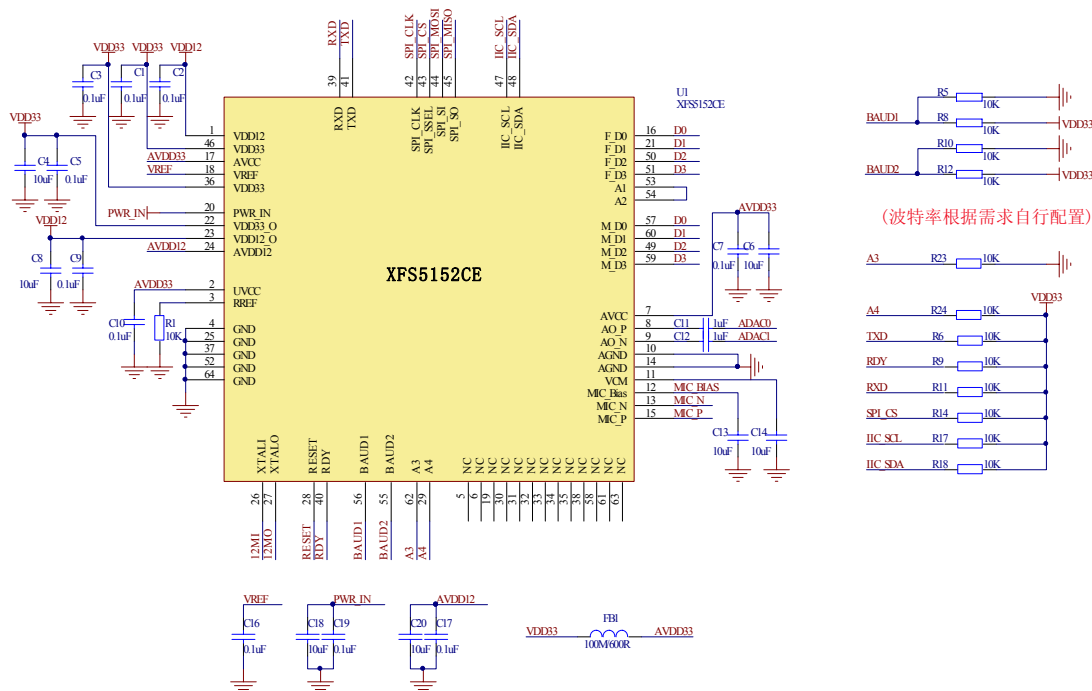 RXD
TXD
SPI_CLK
SPI_CS
SPI_MOSI
SPI_MISO
IIC_SCL
IIC_SDA
39
41
42
43
44
45
47
48
VDD33
VDD33
VDD12
C3
0.1uF
C1
0.1uF
C2
0.1uF
VDD33
C4
10uF
C5
0.1uF
VDD12
C8
10uF
C9
0.1uF
AVDD33
VREF
PWR_IN
AVDD12
AVDD33
C10
0.1uF
R1
10K
U1
XFS5152CE
RXD
TXD
SPI_CLK
SPI_SSEL
SPI_SI
SPI_SO
IIC_SCL
IIC_SDA
1 VDD12
46 VDD33
17 AVCC
18 VREF
36 VDD33
20 PWR_IN
22 VDD33_O
23 VDD12_O
24 AVDD12
2 UVCC
3 RREF
4 GND
25 GND
37 GND
52 GND
64 GND
XFS5152CE
F_D0 16 D0
F_D1 21 D1
F_D2 50 D2
F_D3 51 D3
A1 53
A2 54
M_D0 57 D0
M_D1 60 D1
M_D2 49 D2
M_D3 59 D3
AVCC 7
AO_P 8
AO_N 9
AGND 10
AGND 14
VCM 11
MIC_Bias 12 MIC_BIAS
MIC_N 13 MIC_N
MIC_P 15 MIC_P
AVDD33
C7
0.1uF
C6
10uF
C11 1uF ADAC0
C12 1uF ADAC1
C13
10uF
C14
10uF
XTALI
XTALO
RESET
RDY
BAUD1
BAUD2
A3
A4
NC
NC
NC
NC
NC
NC
NC
NC
NC
NC
NC
NC
NC
26
27
28
40
56
55
62
29
5
6
19
30
31
32
33
34
35
38
58
61
63
12MI
12MO
RESET
RDY
BAUD1
BAUD2
A3
A4
BAUD1
R5 10K
R8 10K VDD33
BAUD2
R10 10K
R12 10K VDD33
(波特率根据需求自行配置)
A3 R23 10K
VDD33
A4 R24 10K
TXD R6 10K
RDY R9 10K
RXD R11 10K
SPI_CS R14 10K
IIC_SCL R17 10K
IIC_SDA R18 10K
VREF
C16
0.1uF
PWR_IN
C18
10uF
C19
0.1uF
AVDD12
C20
10uF
C17
0.1uF
VDD33
FB1
100M/600R
AVDD33